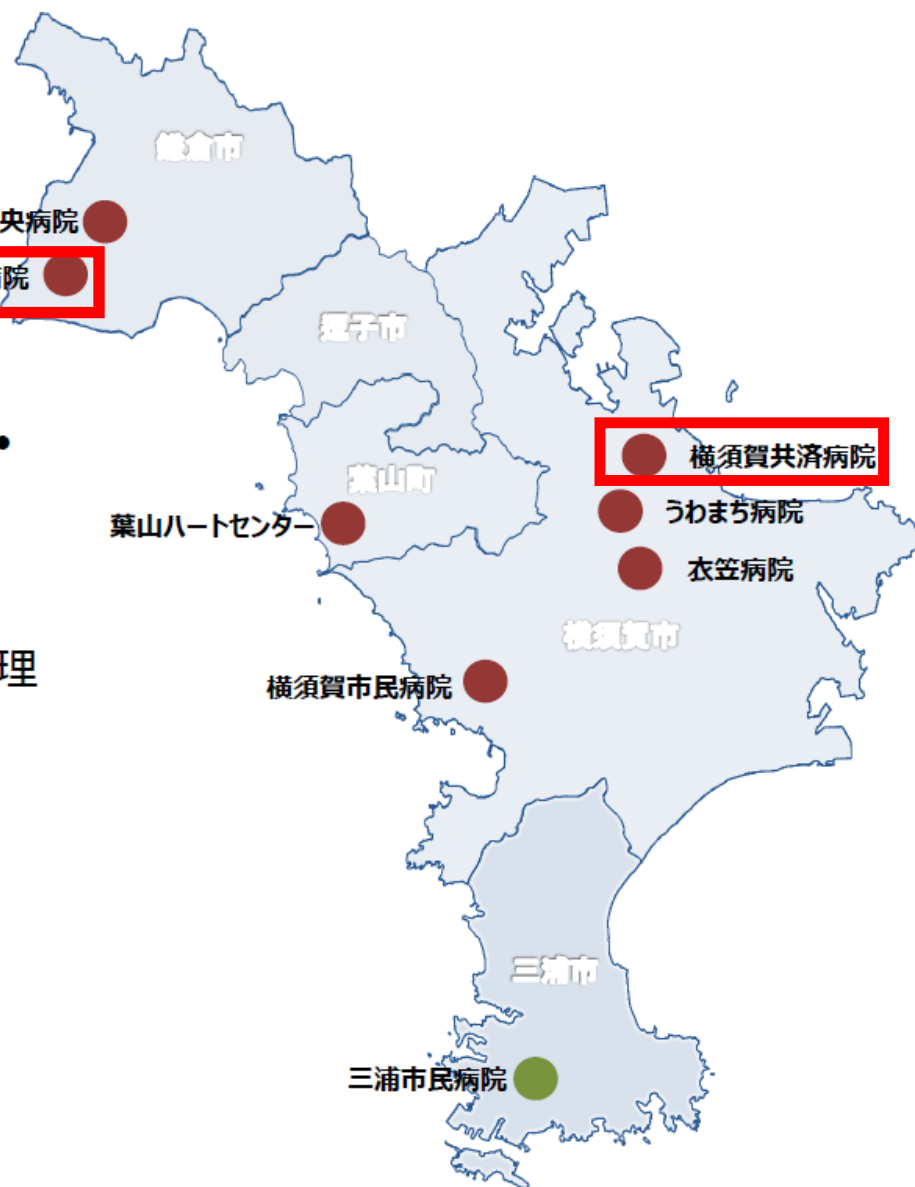 鎌倉市
央病院
病院
逗子市
・
横須賀共済病院
葉山町
うわまち病院
葉山ハートセンター
衣笠病院
横須賀市
理
横須賀市民病院
三浦市
三浦市民病院